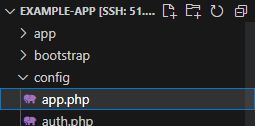 EXAMPLE-APP [SSH: 51....
app
bootstrap
config
app.php
auth.php